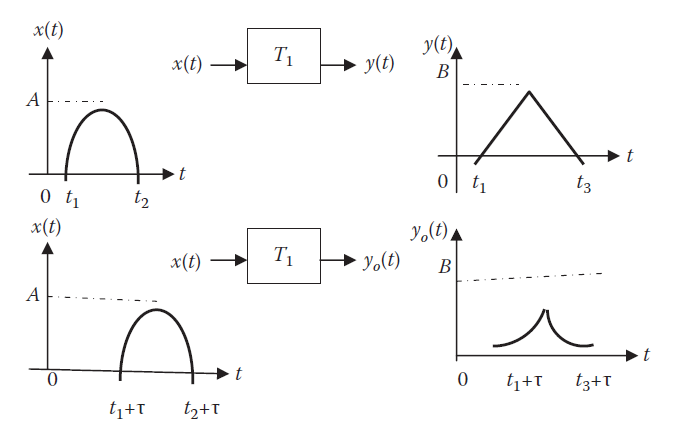 x(t)
x(t) T₁ y(t)
y(t)
B
A
t
t
0 t₁ t₂
0 t₁ t₃
x(t)
x(t) T₁ yₒ(t)
yₒ(t)
B
A
t
t
0
0 t₁+τ t₃+τ
t₁+τ t₂+τ